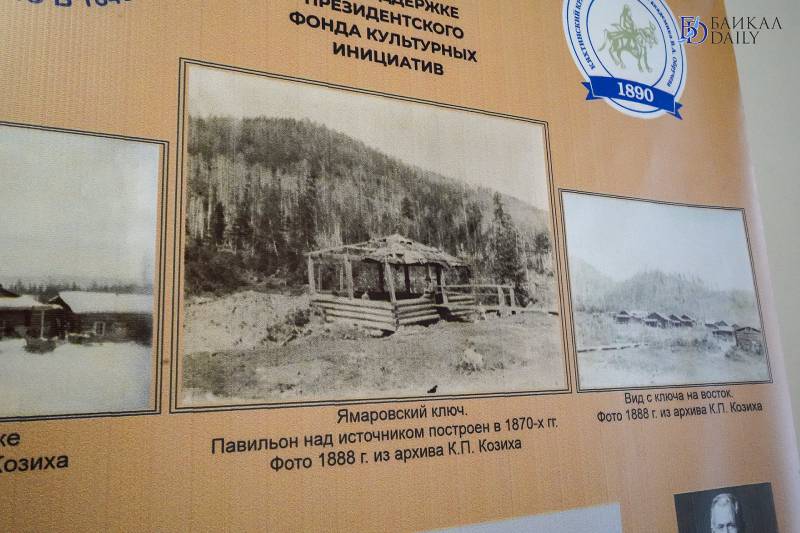 ПРЕЗИДЕНТСКОГО
ФОНДА КУЛЬТУРНЫХ
ИНИЦИАТИВ
1890
БАЙКАЛ
DAILY
Ямаровский ключ.
Павильон над источником построен в 1870-х гг.
Фото 1888 г. из архива К.П. Козиха
Вид с ключа на восток.
Фото 1888 г. из архива К.П. Козиха
Козиха